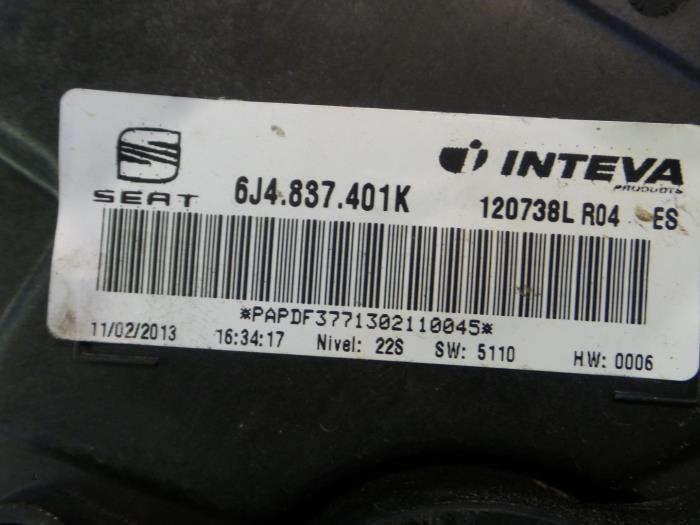 SEAT
6J4.837.401K
INTEVA
PRODUCTS
120738L R04 ES
*PAPDF3771302110045*
11/02/2013 16:34:17 Nivel: 22S SW: 5110 HW: 0006